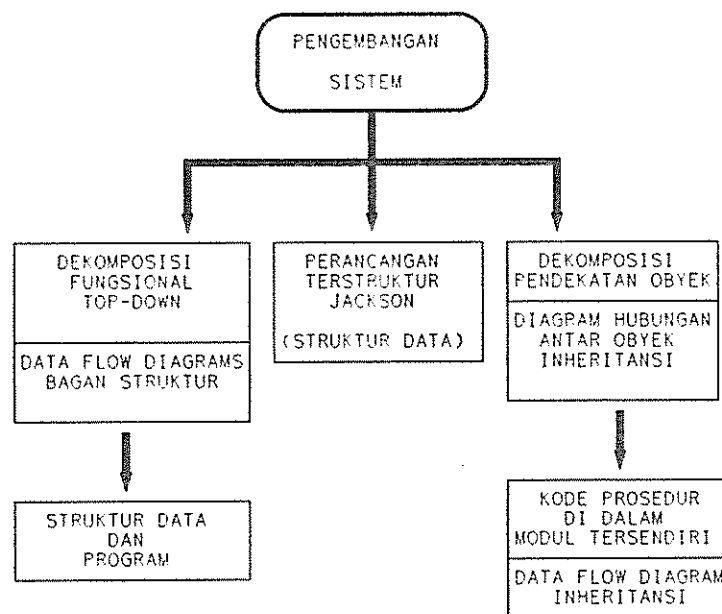 PENGEMBANGAN
SISTEM
DEKOMPOSISI
FUNGSIONAL
TOP-DOWN
DATA FLOW DIAGRAMS
BAGAN STRUKTUR
STRUKTUR DATA
DAN
PROGRAM
PERANCANGAN
TERSTRUKTUR
JACKSON
(STRUKTUR DATA)
DEKOMPOSISI
PENDEKATAN OBYEK
DIAGRAM HUBUNGAN
ANTAR OBYEK
INHERITANSI
KODE PROSEDUR
DI DALAM
MODUL TERSENDIRI
DATA FLOW DIAGRAM
INHERITANSI